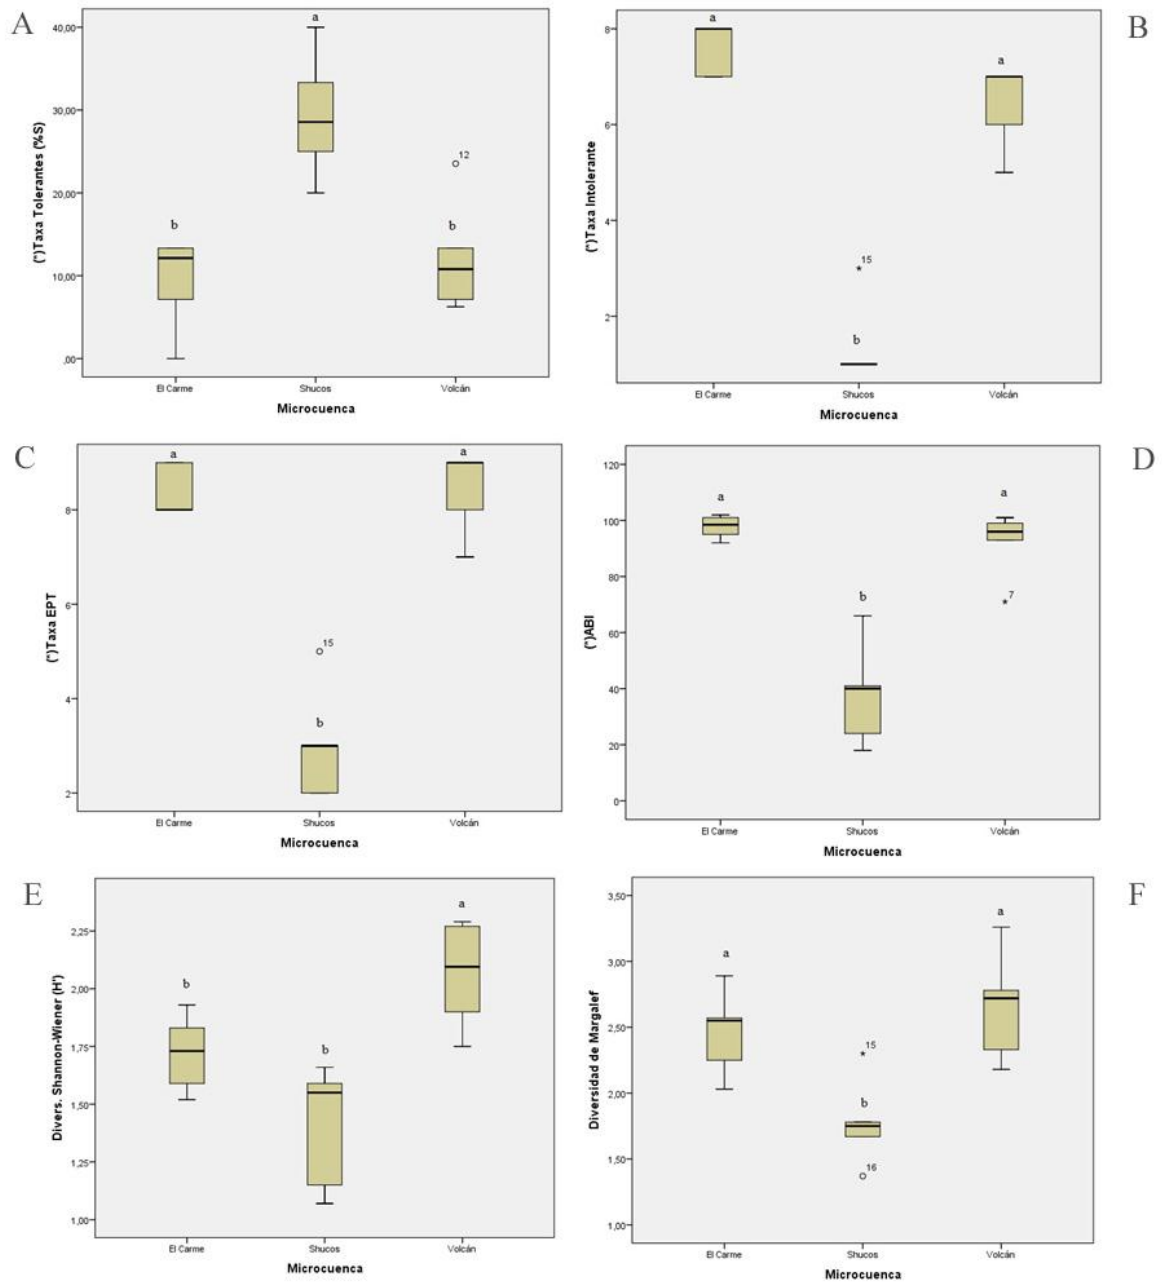 A
(*)Taxa Tolerantes (%S)
40,00
30,00
20,00
10,00
,00
a
b
b
12
El Carme
Shucos
Volcán
Microcuenca
B
(*)Taxa Intolerante
8
6
4
2
a
a
15
b
El Carme
Shucos
Volcán
Microcuenca
C
(*)Taxa EPT
8
6
4
2
a
a
15
b
El Carme
Shucos
Volcán
Microcuenca
D
(*)ABI
120
100
80
60
40
20
0
a
a
b
7
El Carme
Shucos
Volcán
Microcuenca
E
Divers. Shannon-Wiener (H')
2,25
2,00
1,75
1,50
1,25
1,00
a
b
b
El Carme
Shucos
Volcán
Microcuenca
F
Diversidad de Margalef
3,50
3,00
2,50
2,00
1,50
1,00
a
a
15
b
16
El Carme
Shucos
Volcán
Microcuenca